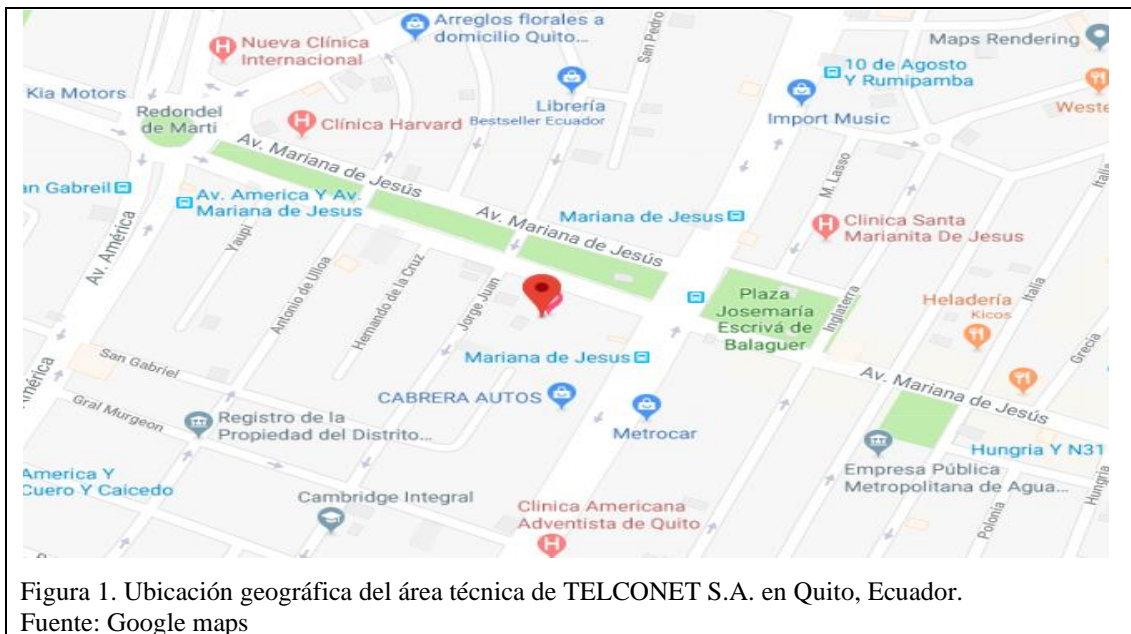 Arreglos florales a
domicilio Quito...
San Pedro
Maps Rendering
Nueva Clínica
Internacional
10 de Agosto
Y Rumipamba
Kia Motors
Redondel
de Marti
Librería
Bestseller Ecuador
Import Music
Weste
Clínica Harvard
Av. Mariana de Jesús
M. Lasso
Italia
an Gabreil
Av. America Y Av.
Mariana de Jesus
Av. Mariana de Jesús
Mariana de Jesus
Clinica Santa
Marianita De Jesus
Av. América
Yaupi
Antonio de Ulloa
Hernando de la Cruz
Jorge Juan
Plaza
Josemaría
Escrivá de
Balaguer
Inglaterra
Heladería
Kicos
Italia
Grecia
Mariana de Jesus
San Gabriel
América
CABRERA AUTOS
Av. Mariana de Jesús
Gral Murgeon
Registro de la
Propiedad del Distrito...
Metrocar
Hungria Y N31
Empresa Pública
Metropolitana de Agua...
Hungria
Polonia
America Y
Cuero Y Caicedo
Cambridge Integral
Clinica Americana
Adventista de Quito
Figura 1. Ubicación geográfica del área técnica de TELCONET S.A. en Quito, Ecuador.
Fuente: Google maps